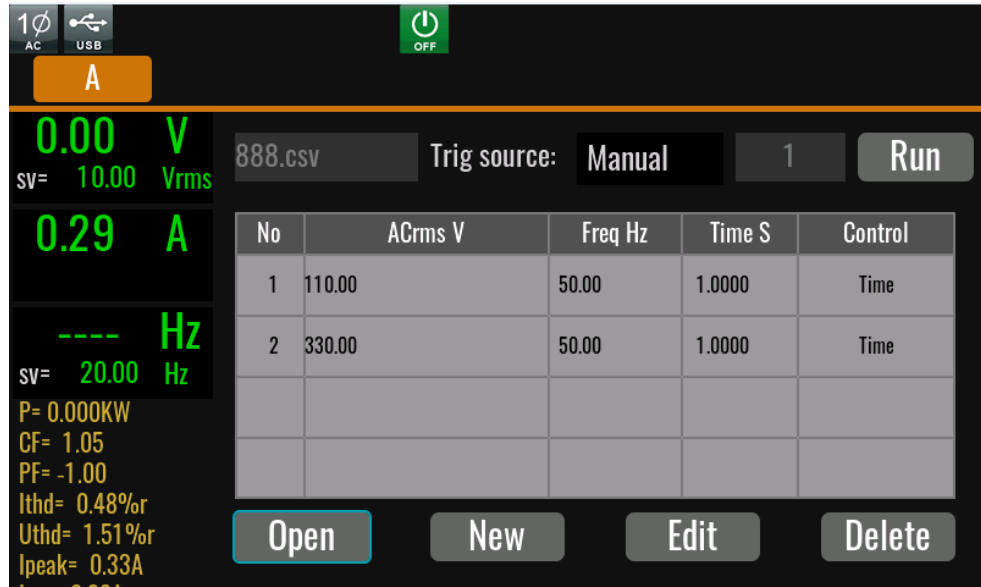 1Ø
AC
USB
OFF
A
0.00 V
sv= 10.00 Vrms
0.29 A
---- Hz
sv= 20.00 Hz
P= 0.000KW
CF= 1.05
PF= -1.00
Ithd= 0.48%r
Uthd= 1.51%r
Ipeak= 0.33A
888.csv Trig source: Manual 1 Run
No ACrms V Freq Hz Time S Control
1 110.00 50.00 1.0000 Time
2 330.00 50.00 1.0000 Time
Open New Edit Delete